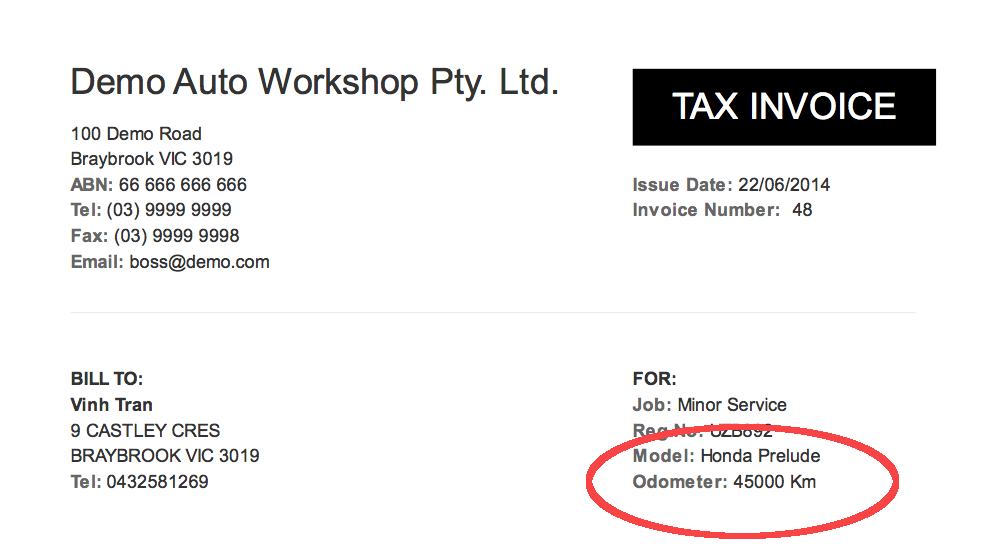 Demo Auto Workshop Pty. Ltd.
TAX INVOICE
100 Demo Road
Braybrook VIC 3019
ABN: 66 666 666 666
Tel: (03) 9999 9999
Fax: (03) 9999 9998
Email: boss@demo.com
Issue Date: 22/06/2014
Invoice Number: 48
BILL TO:
Vinh Tran
9 CASTLEY CRES
BRAYBROOK VIC 3019
Tel: 0432581269
FOR:
Job: Minor Service
Reg No:
Model: Honda Prelude
Odometer: 45000 Km